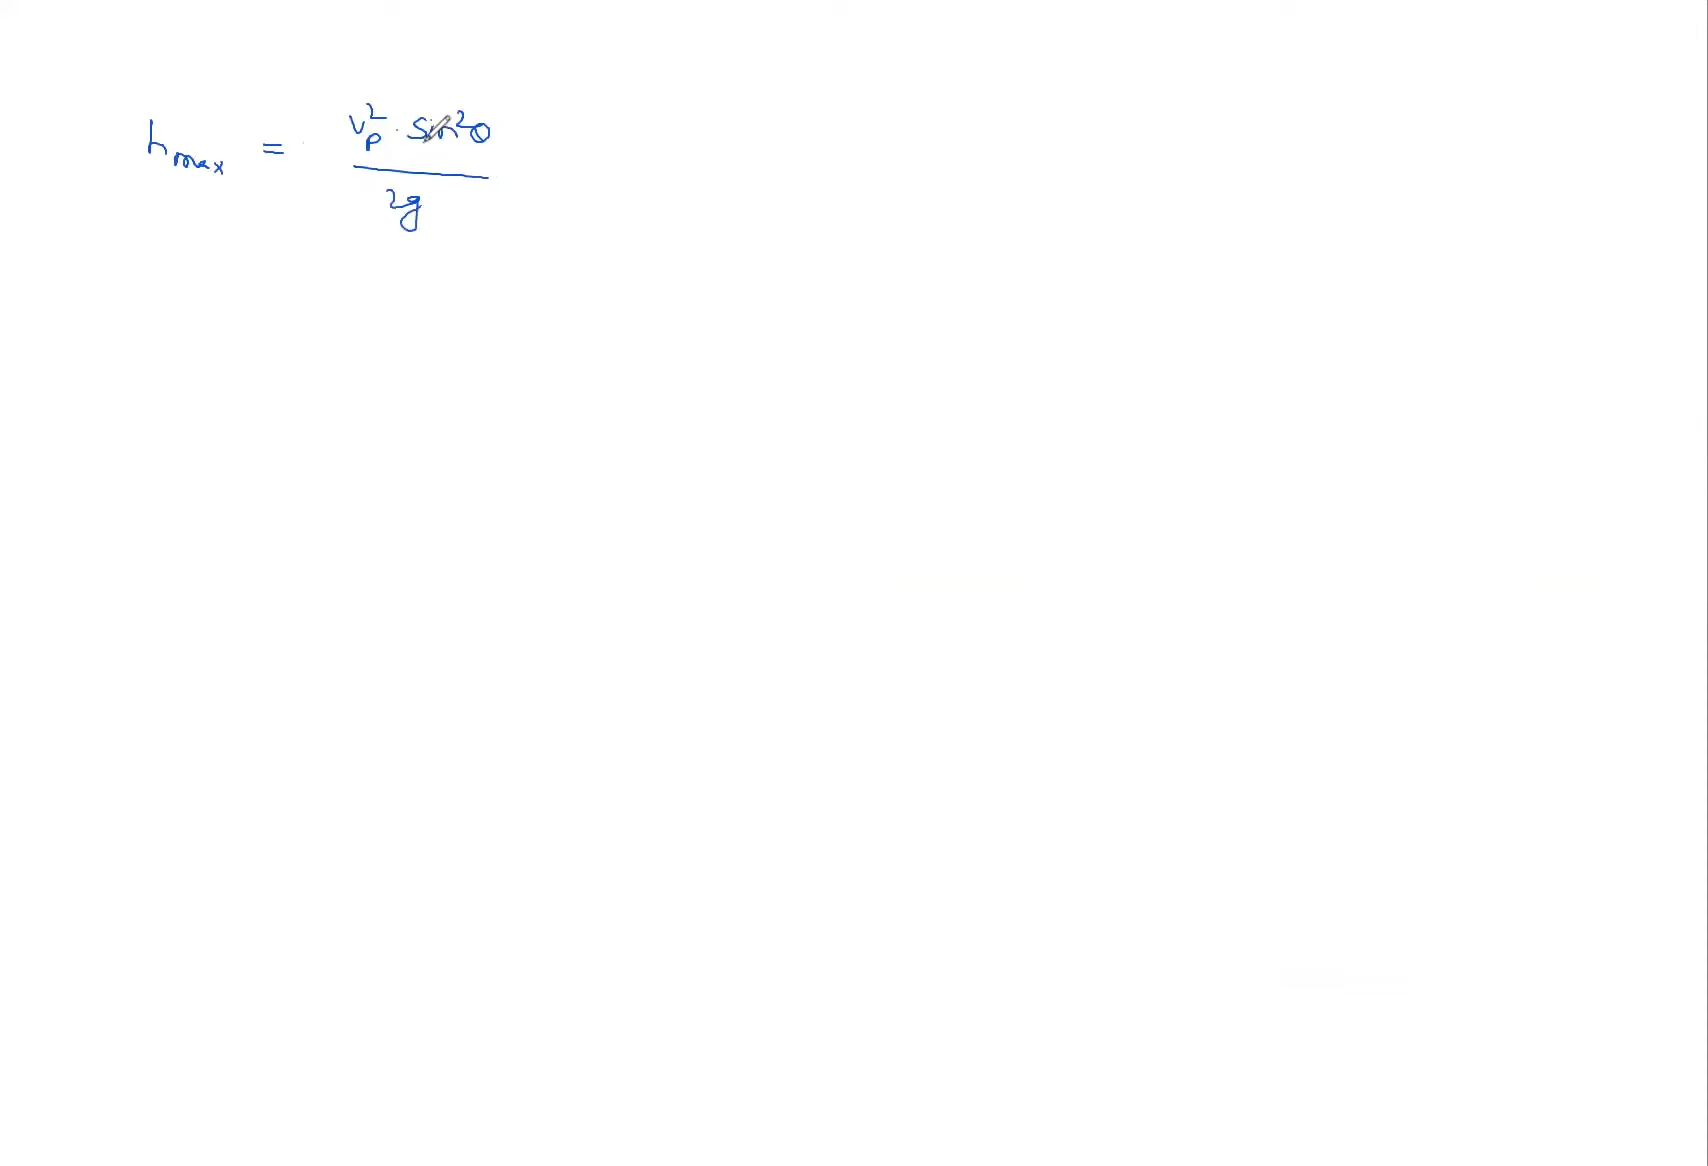 h_max = v_p^2 · sin^2 θ / 2g